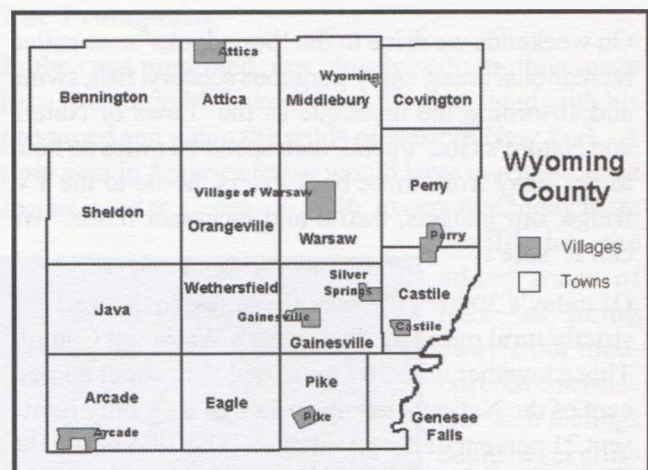 Attica
Wyoming
Bennington
Attica
Middlebury
Covington
Wyoming
County
Perry
Village of Warsaw
Sheldon
Orangeville
Warsaw
Perry
Villages
Towns
Silver
Springs
Wethersfield
Castile
Java
Gainesville
Castile
Gainesville
Pike
Arcade
Eagle
Pike
Genesee
Falls
Arcade